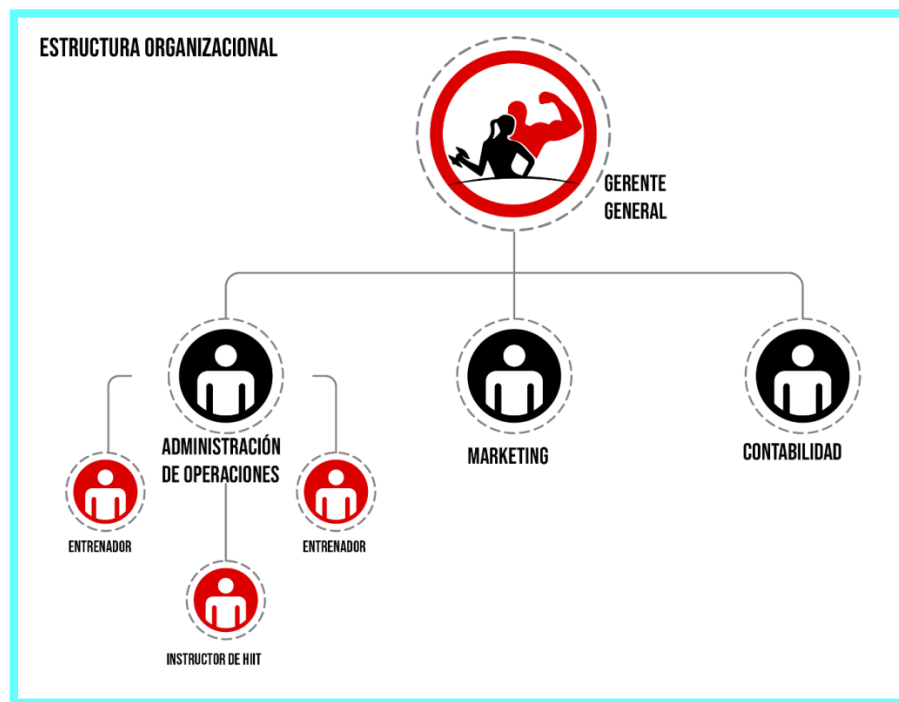 ESTRUCTURA ORGANIZACIONAL
GERENTE
GENERAL
ADMINISTRACIÓN
DE OPERACIONES
MARKETING
CONTABILIDAD
ENTRENADOR
ENTRENADOR
INSTRUCTOR DE HIIT